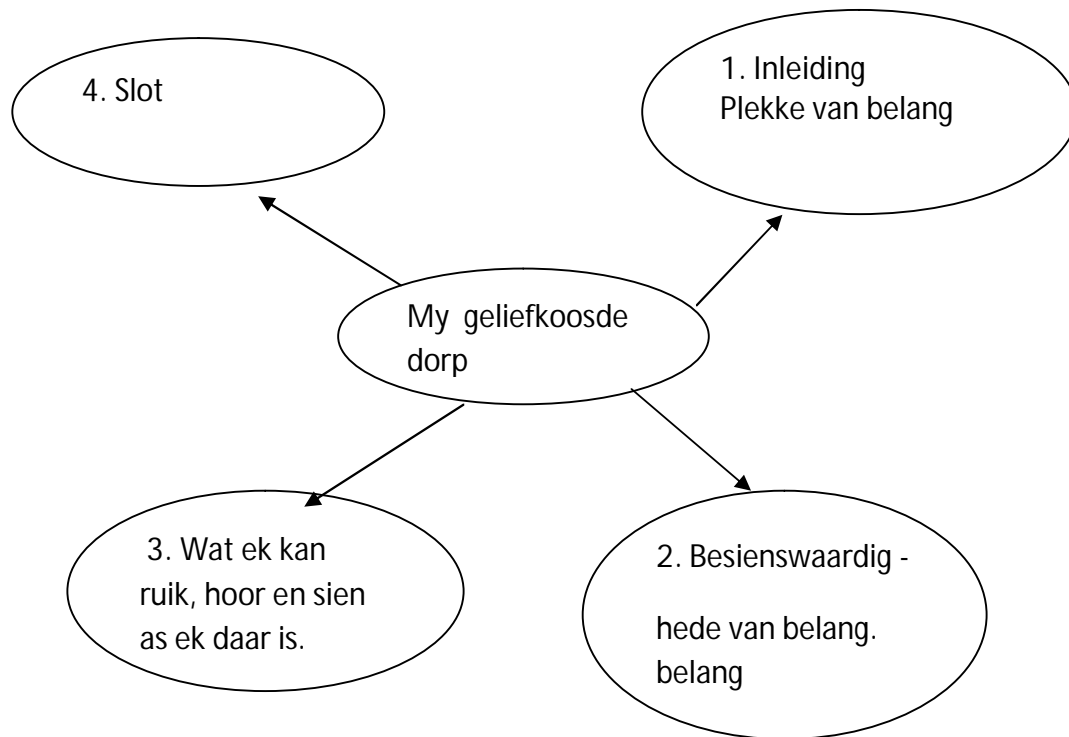 4. Slot
1. Inleiding
Plekke van belang
My geliefkoosde
dorp
3. Wat ek kan
ruik, hoor en sien
as ek daar is.
2. Besienswaardig -
hede van belang.
belang